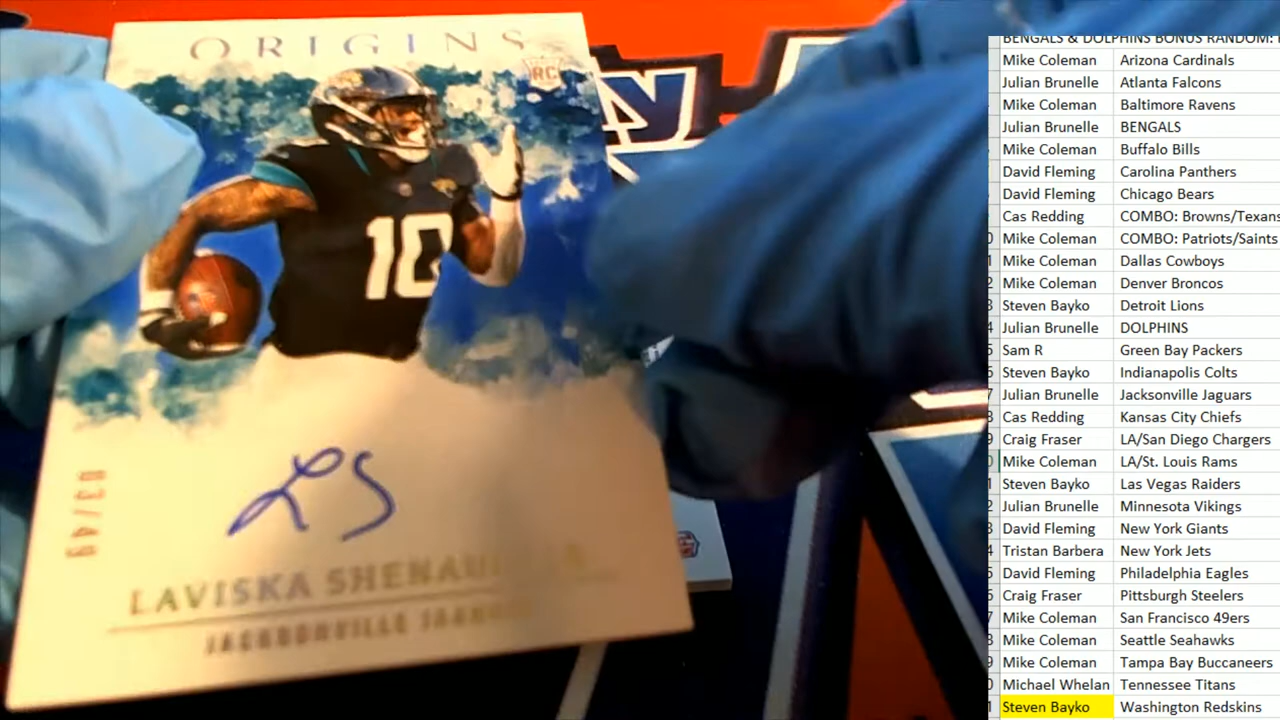 ORIGINS
RC
10
03/49
LAVISKA
JACKSONVILLE
BENGALS & DOLPHINS BONUS RANDOM:
Mike Coleman Arizona Cardinals
Julian Brunelle Atlanta Falcons
Mike Coleman Baltimore Ravens
Julian Brunelle BENGALS
Mike Coleman Buffalo Bills
David Fleming Carolina Panthers
David Fleming Chicago Bears
Cas Redding COMBO: Browns/Texans
Mike Coleman COMBO: Patriots/Saints
Mike Coleman Dallas Cowboys
Mike Coleman Denver Broncos
Steven Bayko Detroit Lions
Julian Brunelle DOLPHINS
Sam R Green Bay Packers
Steven Bayko Indianapolis Colts
Julian Brunelle Jacksonville Jaguars
Cas Redding Kansas City Chiefs
Craig Fraser LA/San Diego Chargers
Mike Coleman LA/St. Louis Rams
Steven Bayko Las Vegas Raiders
Julian Brunelle Minnesota Vikings
David Fleming New York Giants
Tristan Barbera New York Jets
David Fleming Philadelphia Eagles
Craig Fraser Pittsburgh Steelers
Mike Coleman San Francisco 49ers
Mike Coleman Seattle Seahawks
Mike Coleman Tampa Bay Buccaneers
Michael Whelan Tennessee Titans
Steven Bayko Washington Redskins